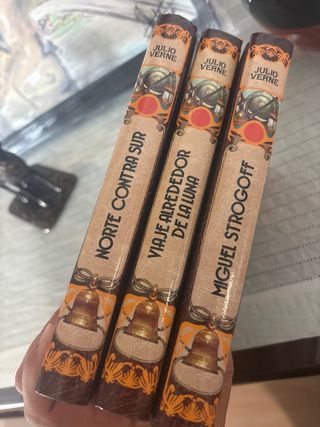 JULIO
VERNE
NORTE CONTRA SUR
JULIO
VERNE
VIAJE ALREDEDOR
DE LA LUNA
JULIO
VERNE
MIGUEL STROGOFF